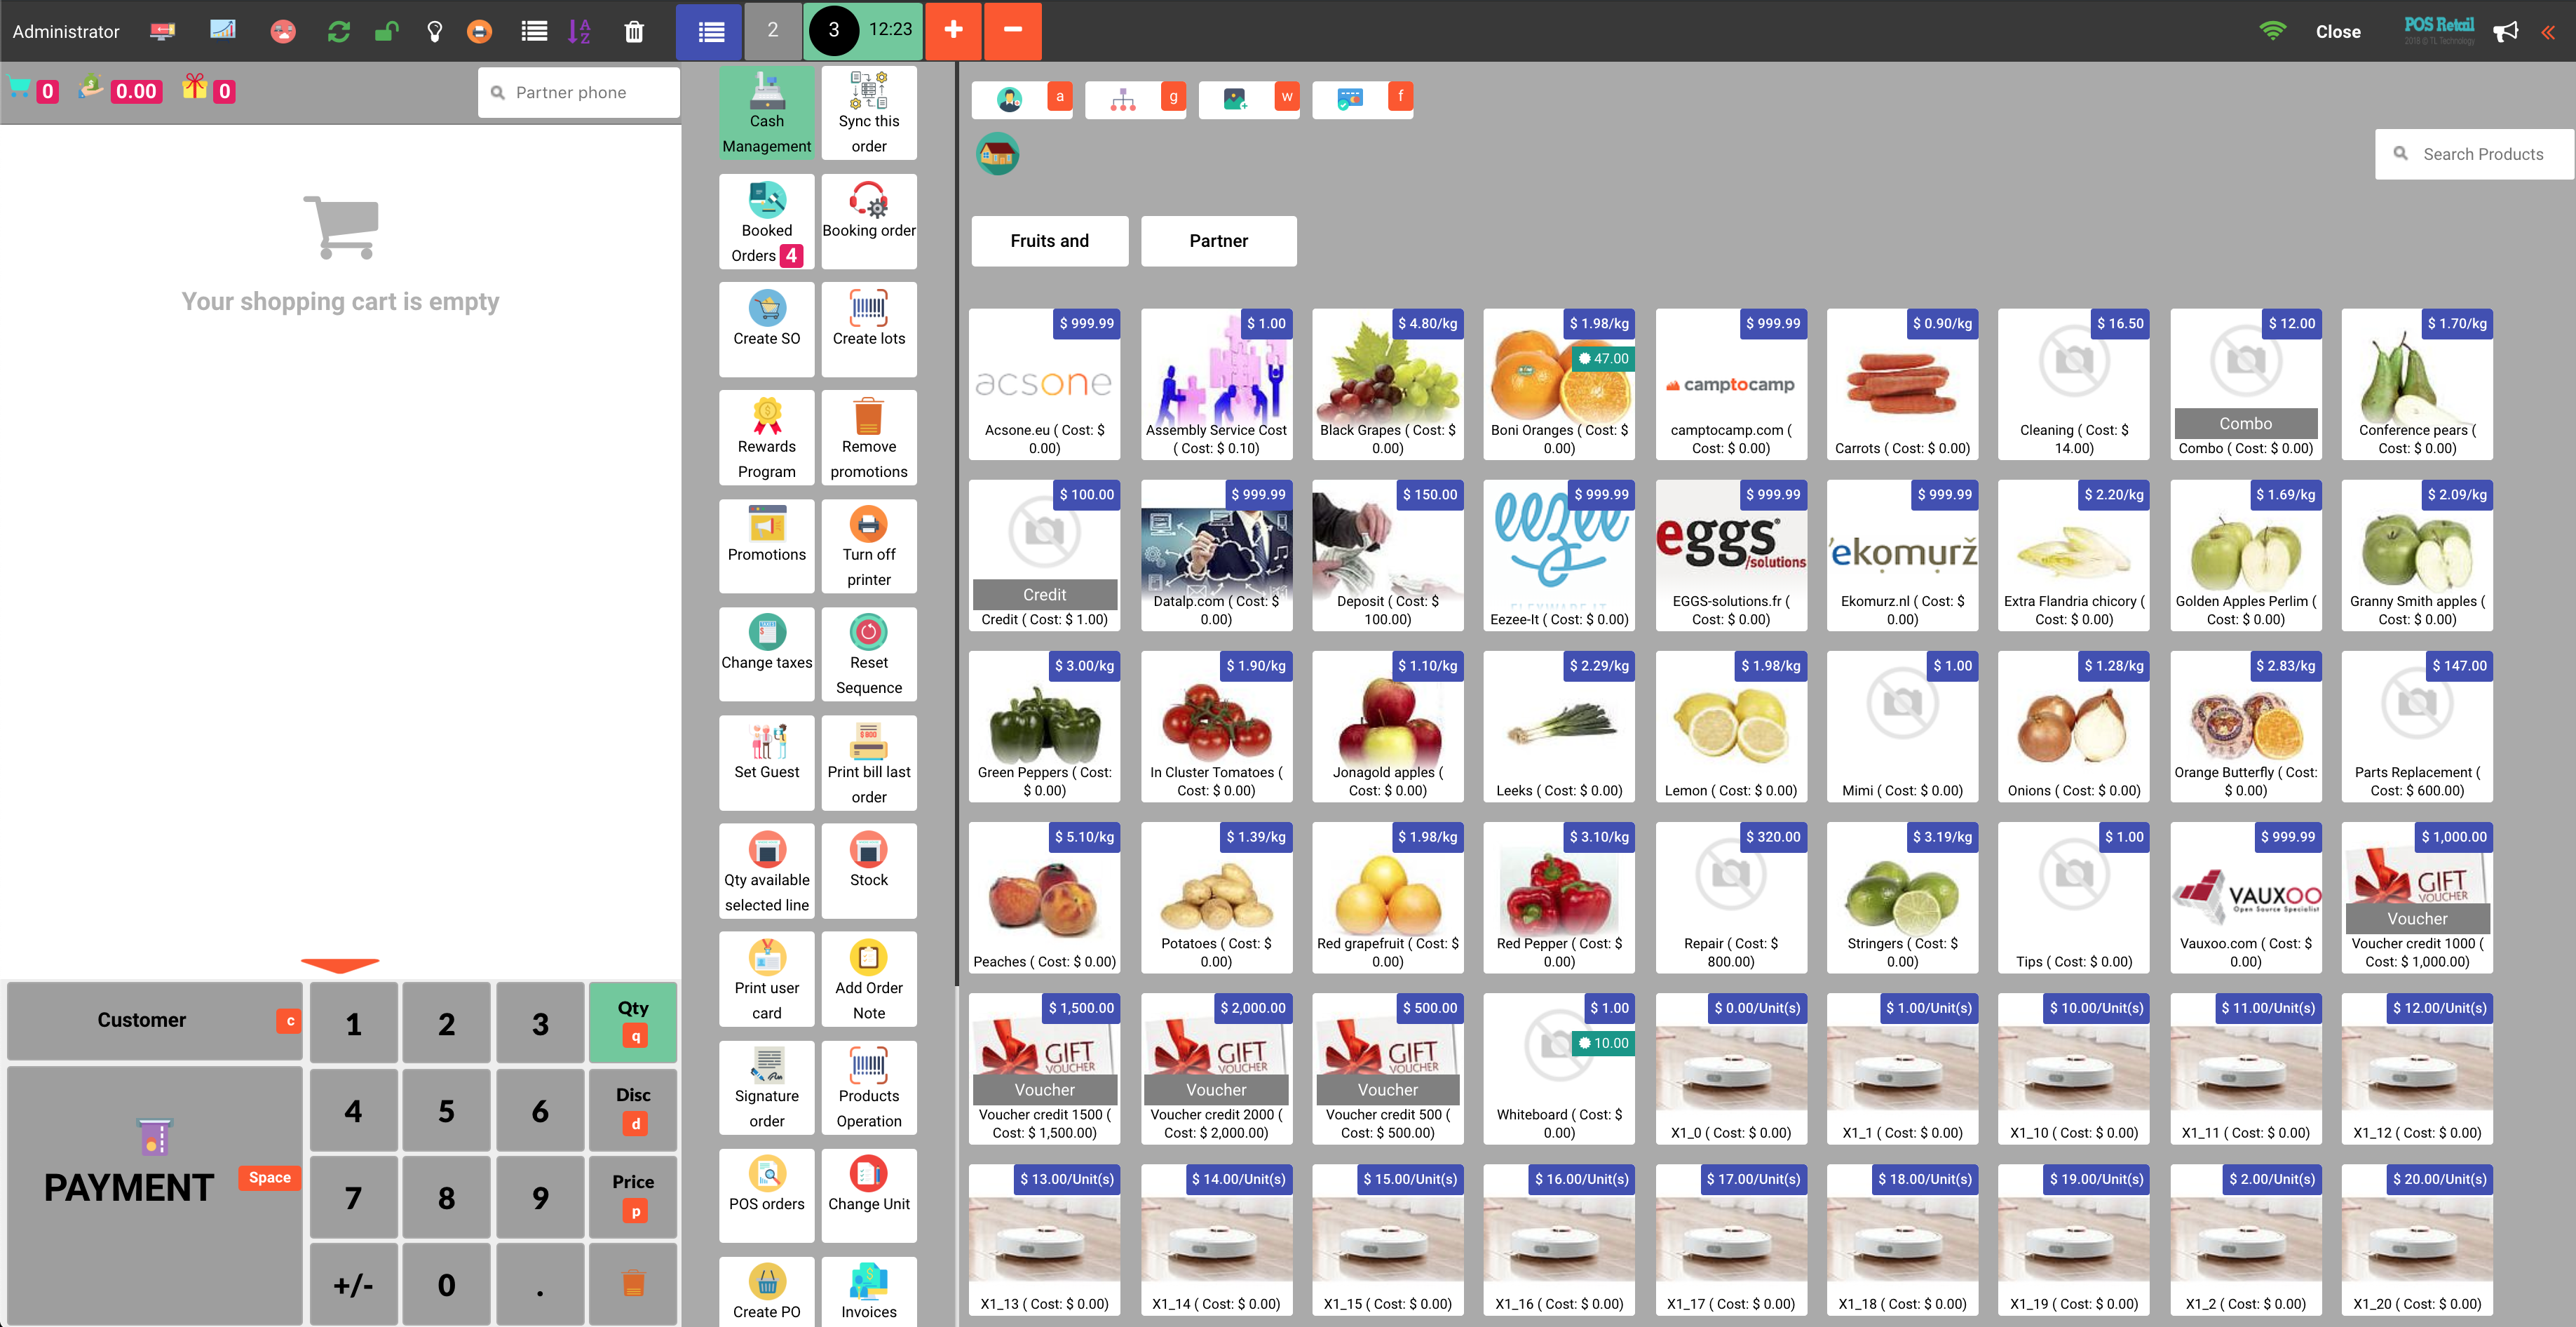 Administrator
A
Z
2
3
12:23
+
−
Close
POS Retail
2018 © TL Technology
0
0.00
0
Partner phone
Your shopping cart is empty
Customer
c
PAYMENT
Space
1
2
3
Qty
q
4
5
6
Disc
d
7
8
9
Price
p
+/-
0
.
Cash
Management
Sync this
order
Booked
Orders 4
Booking order
Create SO
Create lots
Rewards
Program
Remove
promotions
Promotions
Turn off
printer
Change taxes
Reset
Sequence
Set Guest
Print bill last
order
Qty available
selected line
Stock
Print user
card
Add Order
Note
Signature
order
Products
Operation
POS orders
Change Unit
Create PO
Invoices
a
g
w
f
Search Products
Fruits and
Partner
$ 999.99
acsone
Acsone.eu ( Cost: $
0.00)
$ 1.00
Assembly Service Cost
( Cost: $ 0.10)
$ 4.80/kg
Black Grapes ( Cost: $
0.00)
$ 1.98/kg
47.00
Boni Oranges ( Cost: $
0.00)
$ 999.99
camptocamp
camptocamp.com (
Cost: $ 0.00)
$ 0.90/kg
Carrots ( Cost: $ 0.00)
$ 16.50
Cleaning ( Cost: $
14.00)
$ 12.00
Combo
Combo ( Cost: $ 0.00)
$ 1.70/kg
Conference pears (
Cost: $ 0.00)
$ 100.00
Credit
Credit ( Cost: $ 1.00)
$ 999.99
Datalp.com ( Cost: $
0.00)
$ 150.00
Deposit ( Cost: $
100.00)
$ 999.99
eezee
Eezee-It ( Cost: $ 0.00)
$ 999.99
eggs
/solutions
EGGS-solutions.fr (
Cost: $ 0.00)
$ 999.99
'ekomurž
Ekomurz.nl ( Cost: $
0.00)
$ 2.20/kg
Extra Flandria chicory (
Cost: $ 0.00)
$ 1.69/kg
Golden Apples Perlim (
Cost: $ 0.00)
$ 2.09/kg
Granny Smith apples (
Cost: $ 0.00)
$ 3.00/kg
Green Peppers ( Cost:
$ 0.00)
$ 1.90/kg
In Cluster Tomatoes (
Cost: $ 0.00)
$ 1.10/kg
Jonagold apples (
Cost: $ 0.00)
$ 2.29/kg
Leeks ( Cost: $ 0.00)
$ 1.98/kg
Lemon ( Cost: $ 0.00)
$ 1.00
Mimi ( Cost: $ 0.00)
$ 1.28/kg
Onions ( Cost: $ 0.00)
$ 2.83/kg
Orange Butterfly ( Cost:
$ 0.00)
$ 147.00
Parts Replacement (
Cost: $ 600.00)
$ 5.10/kg
Peaches ( Cost: $ 0.00)
$ 1.39/kg
Potatoes ( Cost: $
0.00)
$ 1.98/kg
Red grapefruit ( Cost: $
0.00)
$ 3.10/kg
Red Pepper ( Cost: $
0.00)
$ 320.00
Repair ( Cost: $
800.00)
$ 3.19/kg
Stringers ( Cost: $
0.00)
$ 1.00
Tips ( Cost: $ 0.00)
$ 999.99
VAUXOO
Open Source Specialist
Vauxoo.com ( Cost: $
0.00)
$ 1,000.00
GIFT
VOUCHER
Voucher
Voucher credit 1000 (
Cost: $ 1,000.00)
$ 1,500.00
GIFT
VOUCHER
Voucher
Voucher credit 1500 (
Cost: $ 1,500.00)
$ 2,000.00
GIFT
VOUCHER
Voucher
Voucher credit 2000 (
Cost: $ 2,000.00)
$ 500.00
GIFT
VOUCHER
Voucher
Voucher credit 500 (
Cost: $ 500.00)
$ 1.00
10.00
Whiteboard ( Cost: $
0.00)
$ 0.00/Unit(s)
X1_0 ( Cost: $ 0.00)
$ 1.00/Unit(s)
X1_1 ( Cost: $ 0.00)
$ 10.00/Unit(s)
X1_10 ( Cost: $ 0.00)
$ 11.00/Unit(s)
X1_11 ( Cost: $ 0.00)
$ 12.00/Unit(s)
X1_12 ( Cost: $ 0.00)
$ 13.00/Unit(s)
X1_13 ( Cost: $ 0.00)
$ 14.00/Unit(s)
X1_14 ( Cost: $ 0.00)
$ 15.00/Unit(s)
X1_15 ( Cost: $ 0.00)
$ 16.00/Unit(s)
X1_16 ( Cost: $ 0.00)
$ 17.00/Unit(s)
X1_17 ( Cost: $ 0.00)
$ 18.00/Unit(s)
X1_18 ( Cost: $ 0.00)
$ 19.00/Unit(s)
X1_19 ( Cost: $ 0.00)
$ 2.00/Unit(s)
X1_2 ( Cost: $ 0.00)
$ 20.00/Unit(s)
X1_20 ( Cost: $ 0.00)